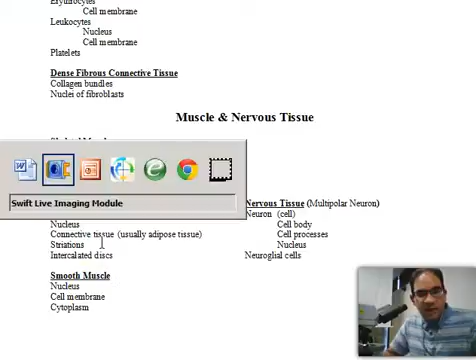 Erythrocytes
Cell membrane
Leukocytes
Nucleus
Cell membrane
Platelets
Dense Fibrous Connective Tissue
Collagen bundles
Nuclei of fibroblasts
Muscle & Nervous Tissue
Swift Live Imaging Module
Nucleus
Connective tissue (usually adipose tissue)
Striations
Intercalated discs
Smooth Muscle
Nucleus
Cell membrane
Cytoplasm
Nervous Tissue (Multipolar Neuron)
Neuron (cell)
Cell body
Cell processes
Nucleus
Neuroglial cells